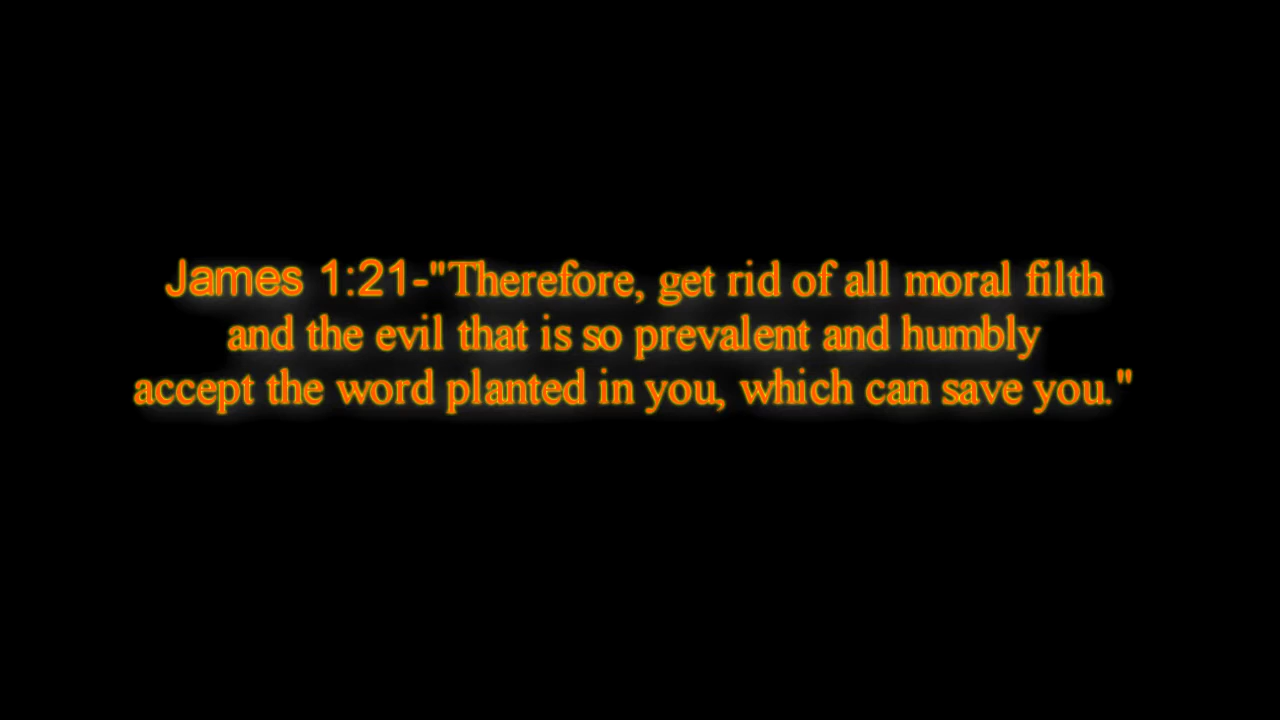 James 1:21-"Therefore, get rid of all moral filth
and the evil that is so prevalent and humbly
accept the word planted in you, which can save you."